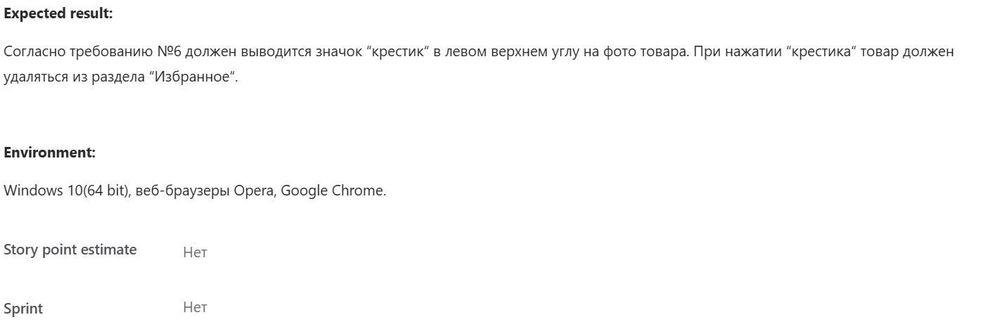 Expected result:
Согласно требованию №6 должен выводится значок “крестик“ в левом верхнем углу на фото товара. При нажатии “крестика“ товар должен
удаляться из раздела “Избранное“.
Environment:
Windows 10(64 bit), веб-браузеры Opera, Google Chrome.
Story point estimate Нет
Sprint Нет